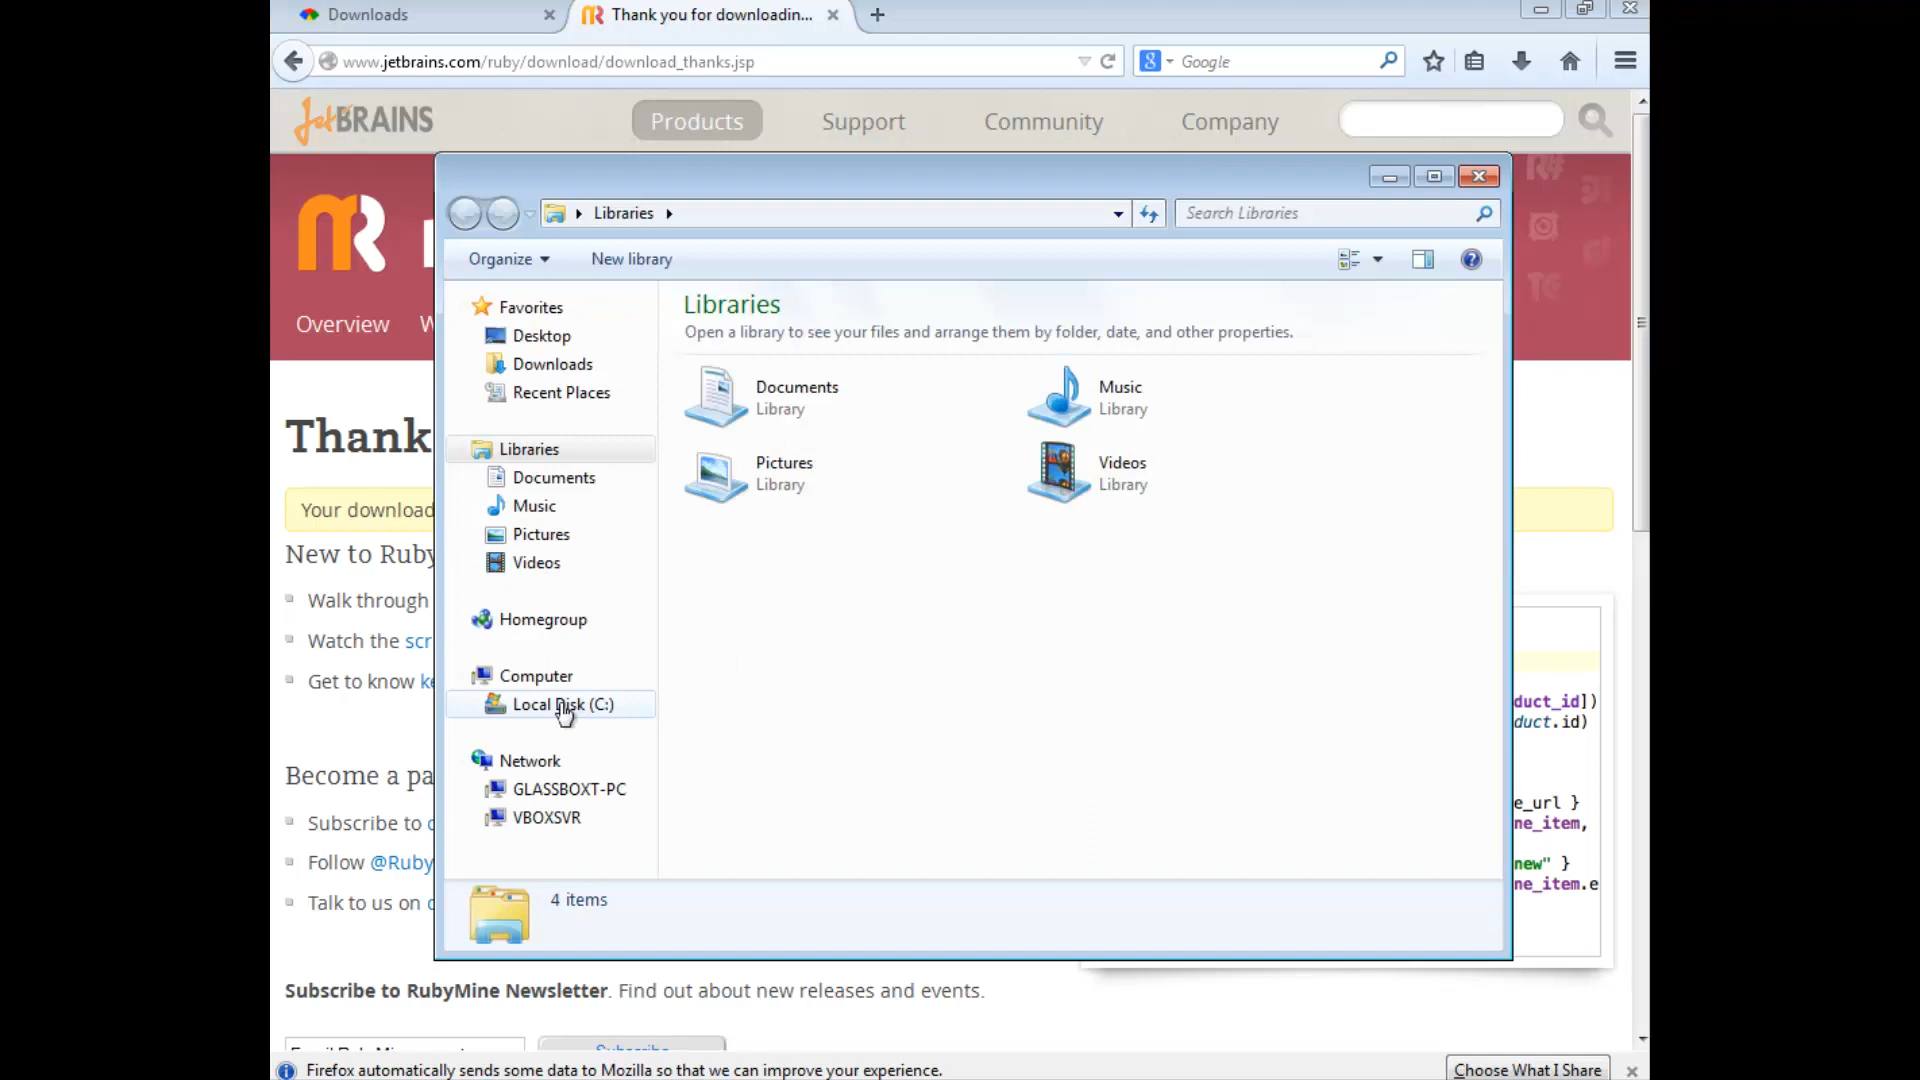 Downloads
Thank you for downloadin...
www.jetbrains.com/ruby/download/download_thanks.jsp
Google
JetBRAINS
Products
Support
Community
Company
Overview
Thank
Your download
New to Ruby
Walk through
Watch the scr
Get to know ke
Become a pa
Subscribe to
Follow @Ruby
Talk to us on
Subscribe to RubyMine Newsletter. Find out about new releases and events.
Subscribe
Libraries
Search Libraries
Organize
New library
Favorites
Desktop
Downloads
Recent Places
Libraries
Documents
Music
Pictures
Videos
Homegroup
Computer
Local Disk (C:)
Network
GLASSBOXT-PC
VBOXSVR
Libraries
Open a library to see your files and arrange them by folder, date, and other properties.
Documents
Library
Music
Library
Pictures
Library
Videos
Library
4 items
duct_id])
duct.id)
e_url }
ne_item,
new" }
ne_item.e
Firefox automatically sends some data to Mozilla so that we can improve your experience.
Choose What I Share